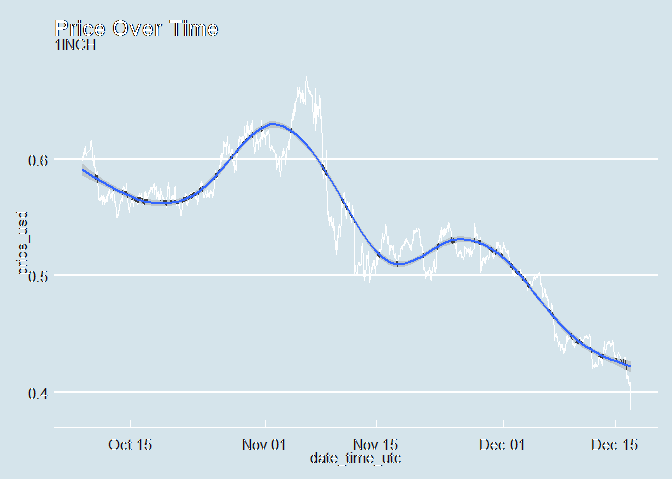 Price Over Time
1INCH
price_usd
0.6
0.5
0.4
Oct 15 Nov 01 Nov 15 Dec 01 Dec 15
date_time_utc